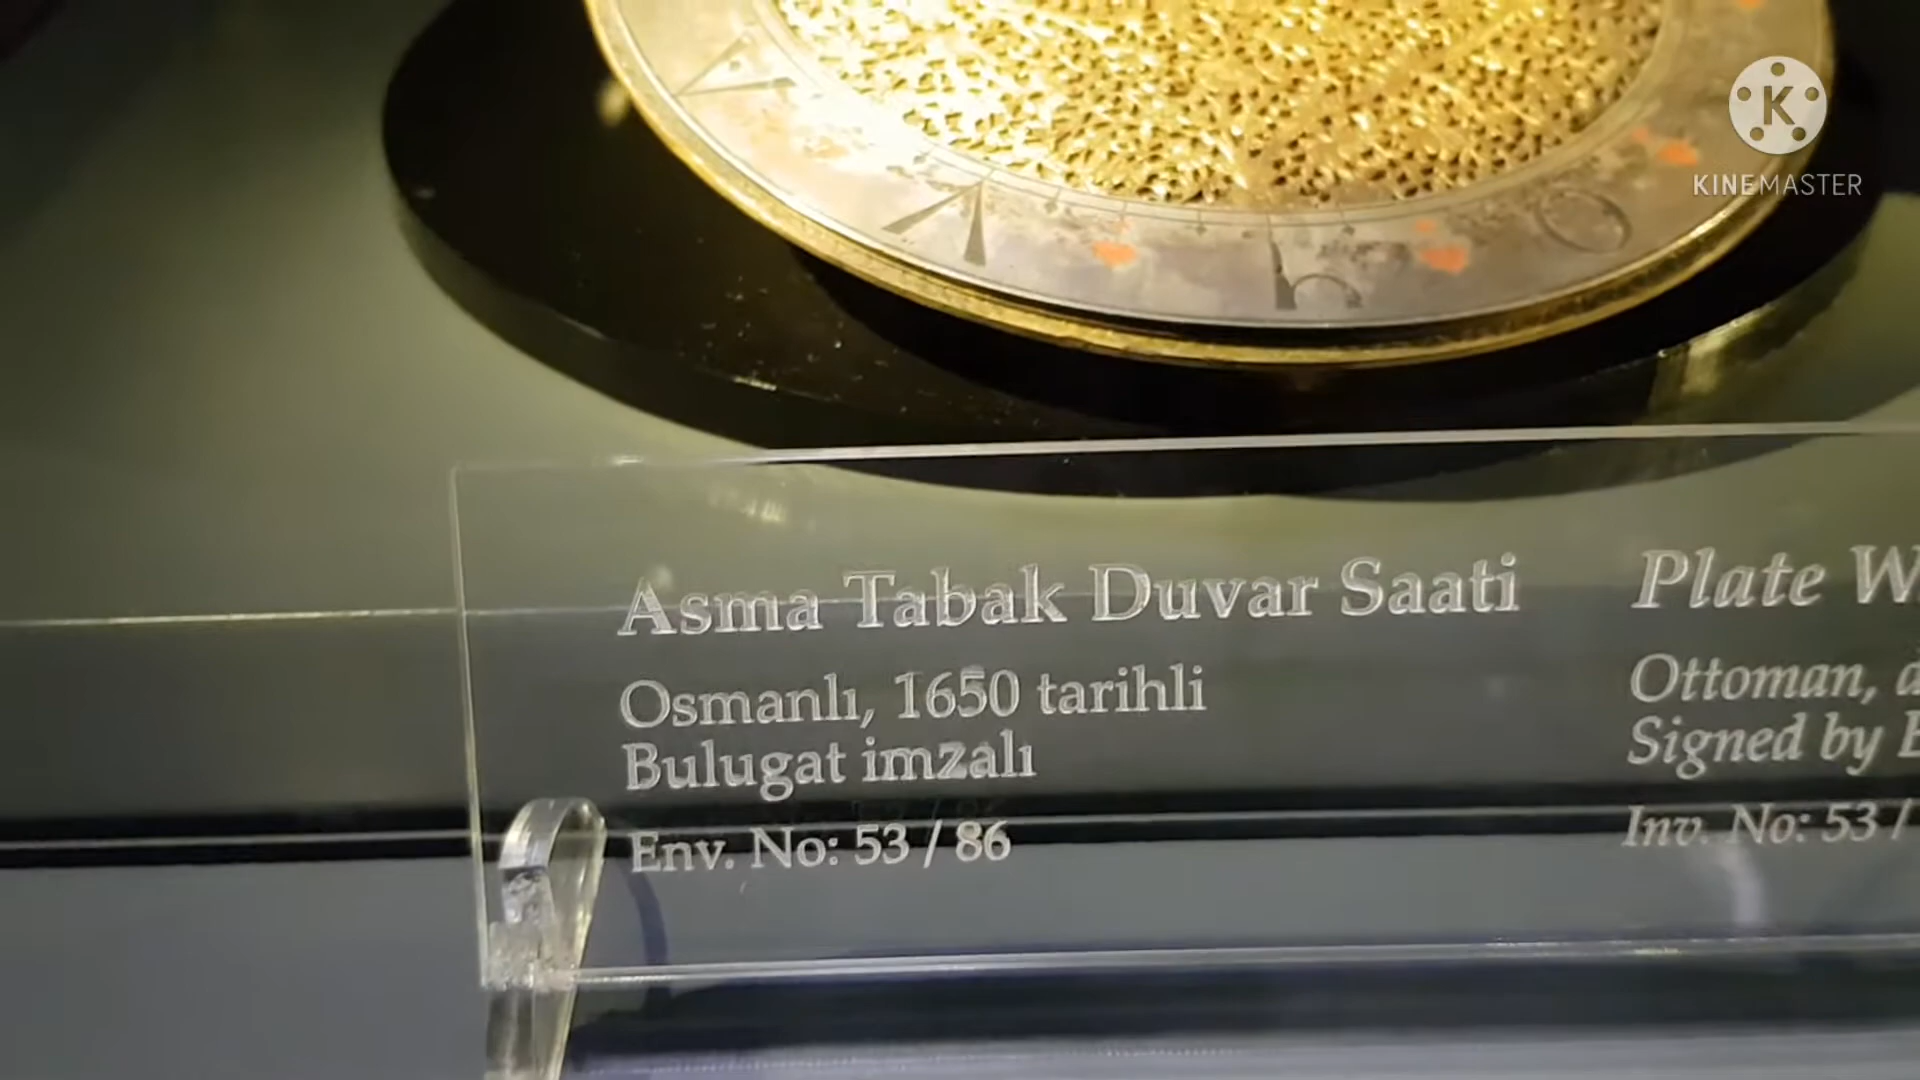 K
KINEMASTER
Asma Tabak Duvar Saati
Osmanlı, 1650 tarihli
Bulugat imzalı
Env. No: 53 / 86
Plate
Ottoman,
Signed by
Inv. No: 53 /